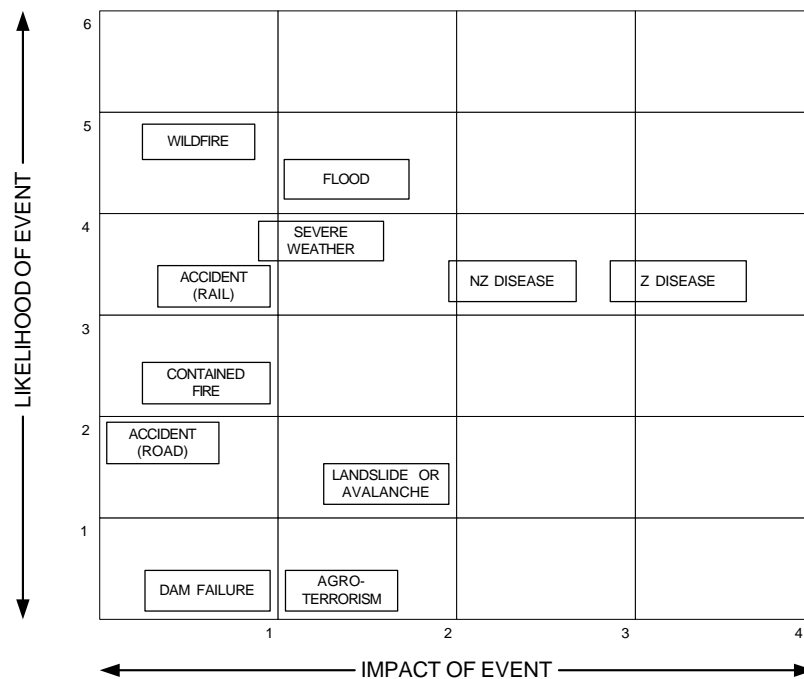 6
5
WILDFIRE
FLOOD
4
SEVERE
WEATHER
ACCIDENT
(RAIL)
NZ DISEASE
Z DISEASE
3
CONTAINED
FIRE
2
ACCIDENT
(ROAD)
LANDSLIDE OR
AVALANCHE
1
DAM FAILURE
AGRO-
TERRORISM
1
2
3
4
LIKELIHOOD OF EVENT
IMPACT OF EVENT